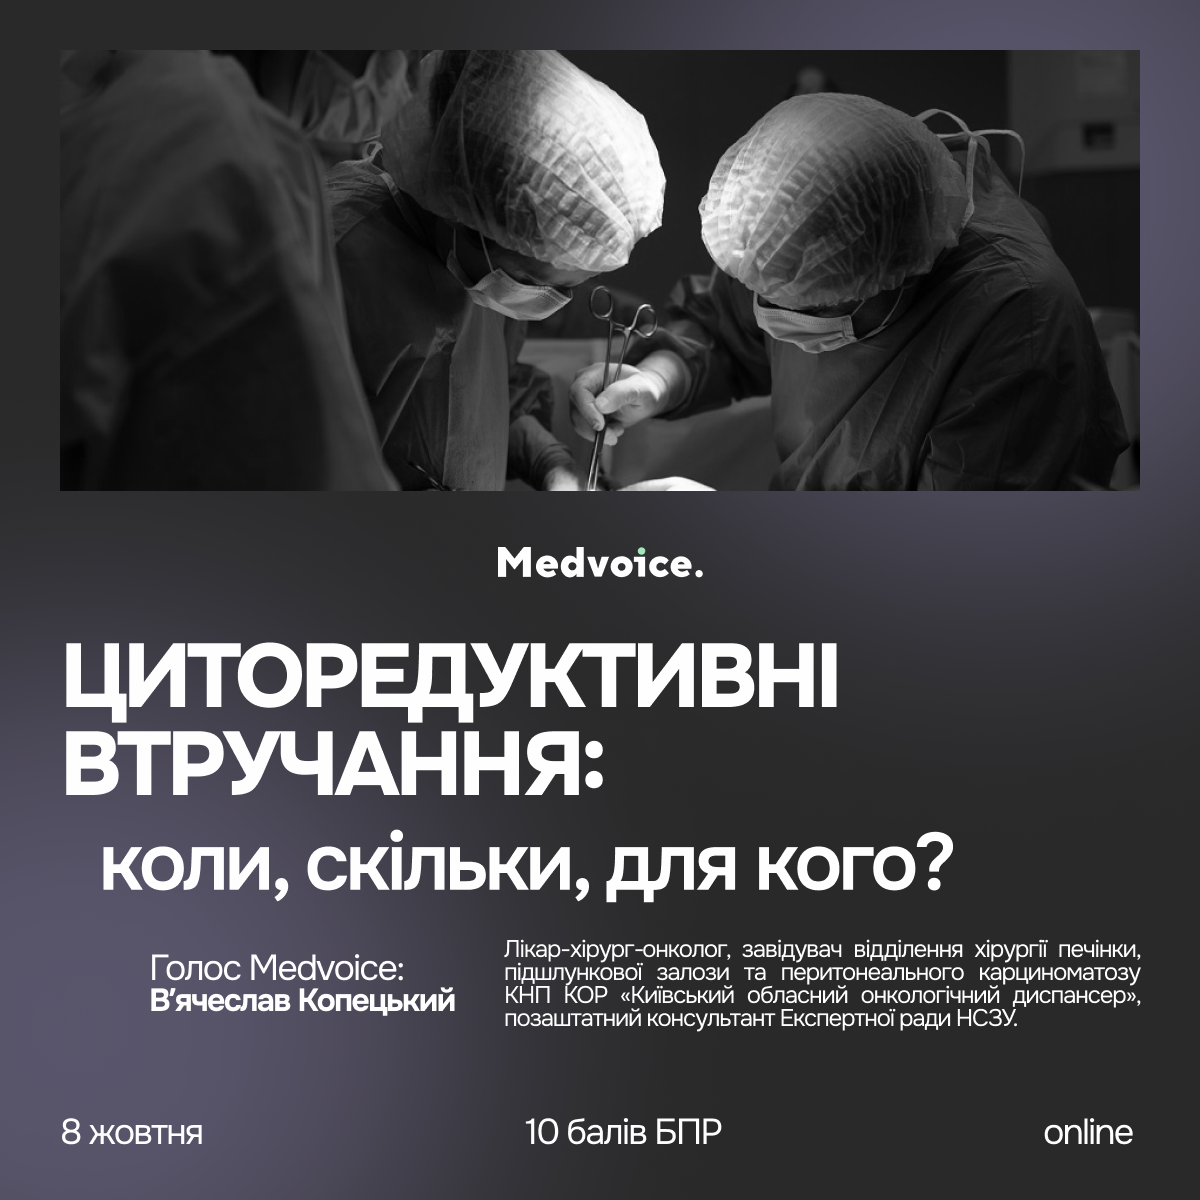 Medvoice.
ЦИТОРЕДУКТИВНІ
ВТРУЧАННЯ:
коли, скільки, для кого?
Голос Medvoice:
В'ячеслав Копецький
Лікар-хірург-онколог, завідувач відділення хірургії печінки,
підшлункової залози та перитонеального карциноматозу
КНП КОР «Київський обласний онкологічний диспансер»,
позаштатний консультант Експертної ради НСЗУ.
8 жовтня
10 балів БПР
online